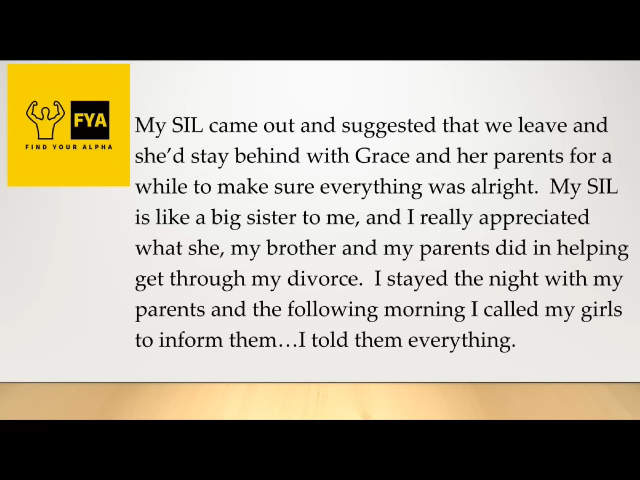 FYA
FIND YOUR ALPHA
My SIL came out and suggested that we leave and
she'd stay behind with Grace and her parents for a
while to make sure everything was alright.  My SIL
is like a big sister to me, and I really appreciated
what she, my brother and my parents did in helping
get through my divorce.  I stayed the night with my
parents and the following morning I called my girls
to inform them…I told them everything.